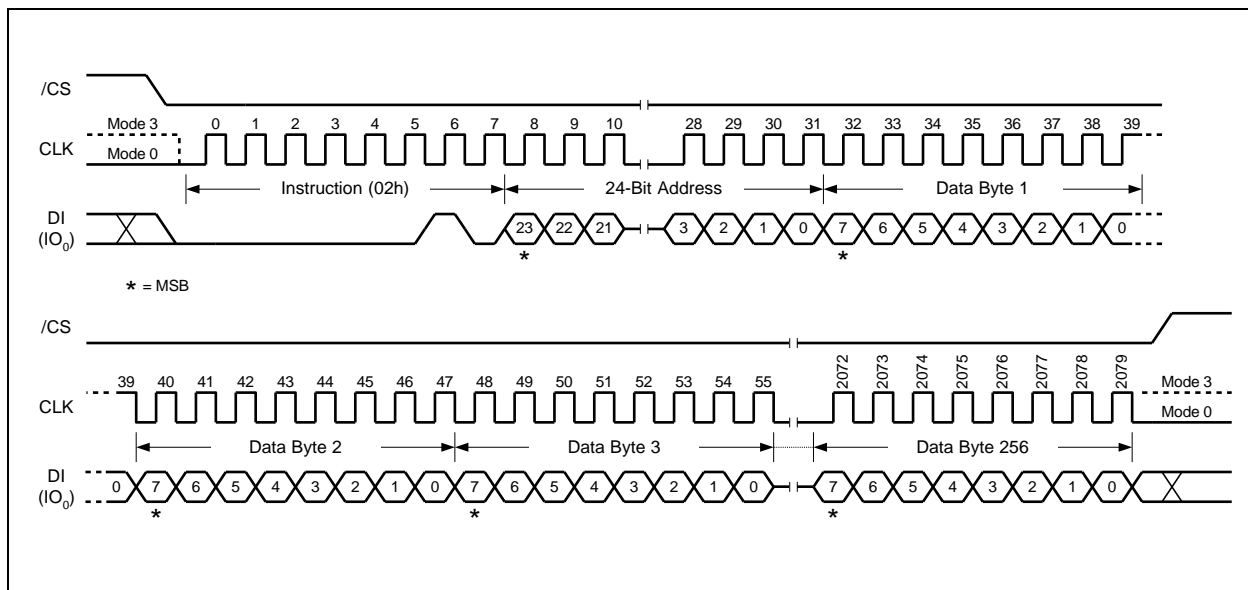 /CS
Mode 3 0 1 2 3 4 5 6 7 8 9 10 28 29 30 31 32 33 34 35 36 37 38 39
CLK Mode 0
Instruction (02h) 24-Bit Address Data Byte 1
DI
(IO0) 23 22 21 3 2 1 0 7 6 5 4 3 2 1 0
* *
* = MSB
/CS
39 40 41 42 43 44 45 46 47 48 49 50 51 52 53 54 55 2072 2073 2074 2075 2076 2077 2078 2079 Mode 3
CLK Mode 0
Data Byte 2 Data Byte 3 Data Byte 256
DI
(IO0) 0 7 6 5 4 3 2 1 0 7 6 5 4 3 2 1 0 7 6 5 4 3 2 1 0
* * *